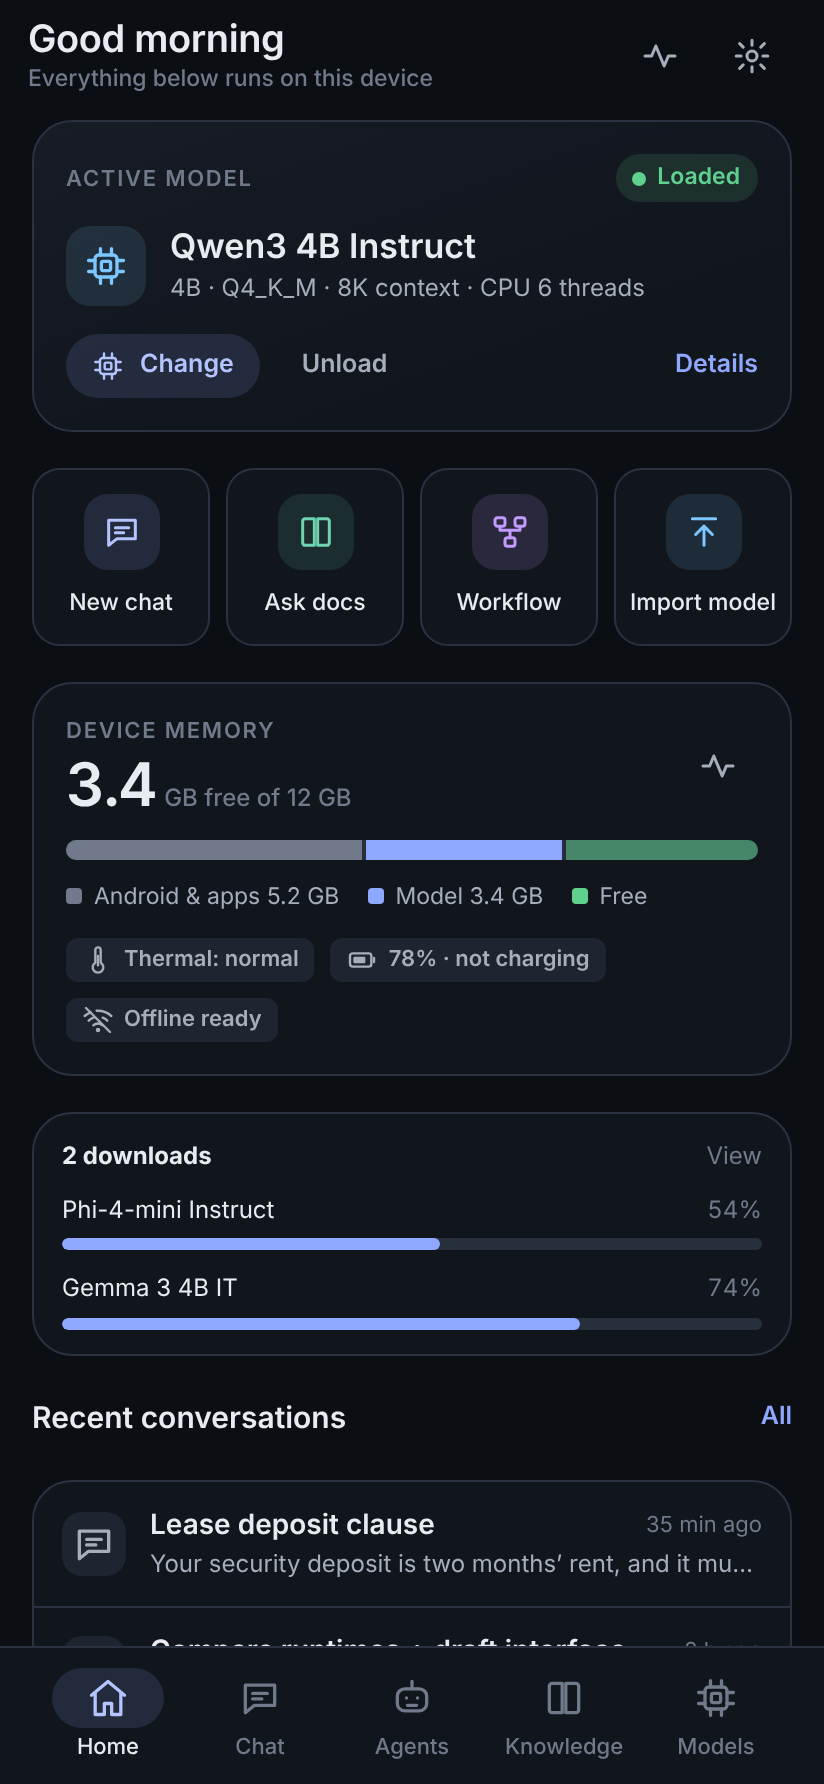 Good morning
Everything below runs on this device
ACTIVE MODEL
Loaded
Qwen3 4B Instruct
4B · Q4_K_M · 8K context · CPU 6 threads
Change
Unload
Details
New chat
Ask docs
Workflow
Import model
DEVICE MEMORY
3.4 GB free of 12 GB
Android & apps 5.2 GB
Model 3.4 GB
Free
Thermal: normal
78% · not charging
Offline ready
2 downloads
View
Phi-4-mini Instruct
54%
Gemma 3 4B IT
74%
Recent conversations
All
Lease deposit clause
35 min ago
Your security deposit is two months’ rent, and it mu...
Compare runtimes + draft interface
Home
Chat
Agents
Knowledge
Models